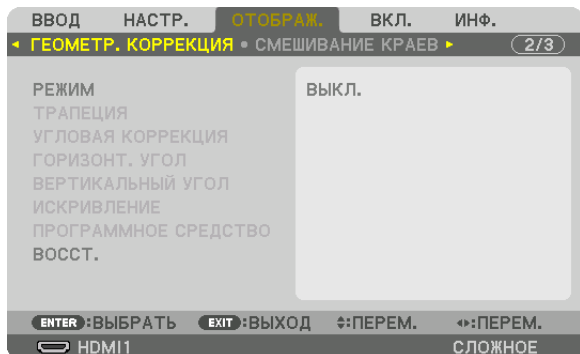 ВВОД НАСТР. ОТОБРАЖ. ВКЛ. ИНФ.
◂ ГЕОМЕТР. КОРРЕКЦИЯ • СМЕШИВАНИЕ КРАЕВ ▸ 2/3
РЕЖИМ ВЫКЛ.
ТРАПЕЦИЯ
УГЛОВАЯ КОРРЕКЦИЯ
ГОРИЗОНТ. УГОЛ
ВЕРТИКАЛЬНЫЙ УГОЛ
ИСКРИВЛЕНИЕ
ПРОГРАММНОЕ СРЕДСТВО
ВОССТ.
ENTER :ВЫБРАТЬ EXIT :ВЫХОД :ПЕРЕМ. :ПЕРЕМ.
HDMI1 СЛОЖНОЕ